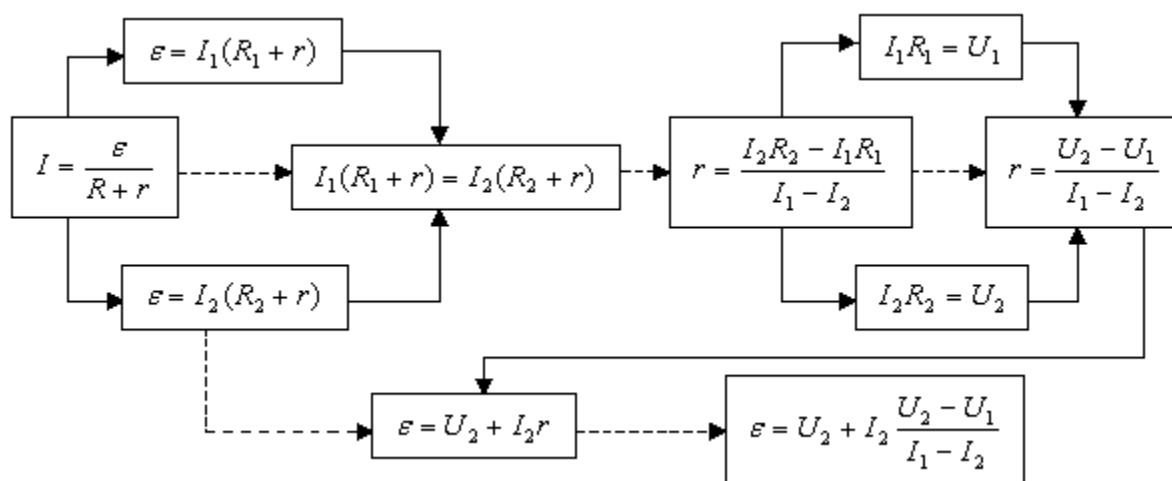 ε = I₁(R₁ + r)
I₁R₁ = U₁
I = ε / (R + r)
I₁(R₁ + r) = I₂(R₂ + r)
r = (I₂R₂ − I₁R₁) / (I₁ − I₂)
r = (U₂ − U₁) / (I₁ − I₂)
ε = I₂(R₂ + r)
I₂R₂ = U₂
ε = U₂ + I₂r
ε = U₂ + I₂ (U₂ − U₁) / (I₁ − I₂)